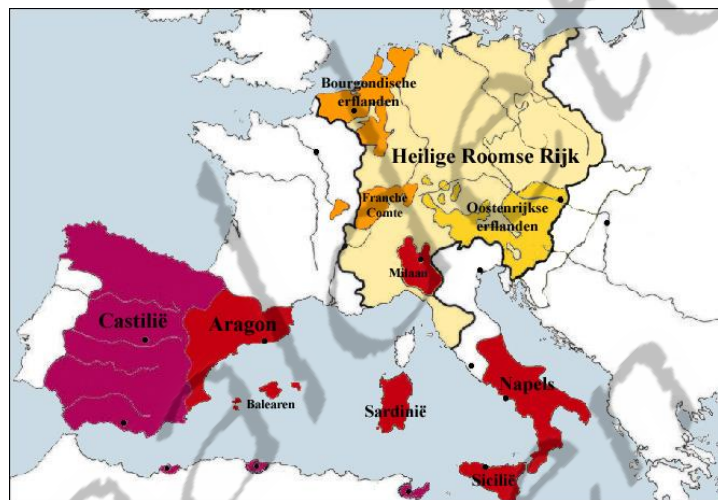 Bourgondische
erflanden
Heilige Roomse Rijk
Franche
Comte
Oostenrijkse
erflanden
Milaan
Castilië
Aragon
Balearen
Sardinië
Napels
Sicilië